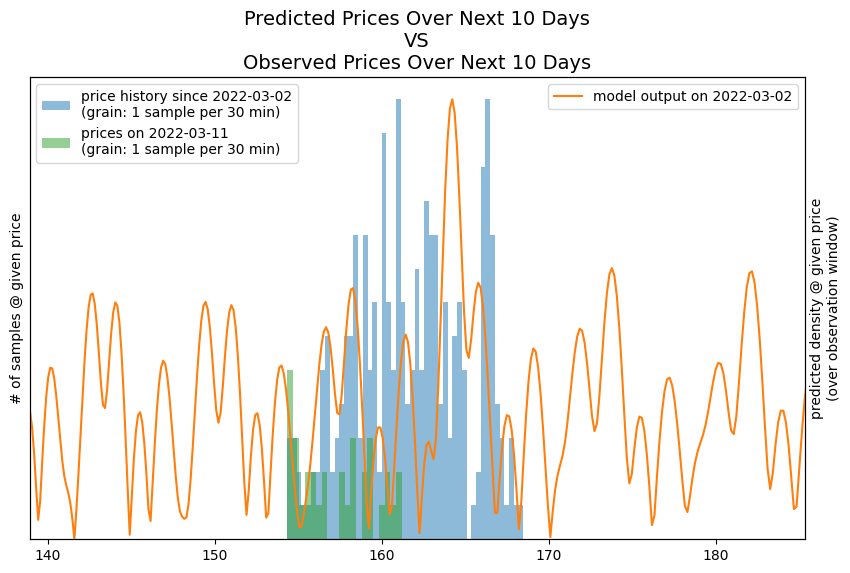 Predicted Prices Over Next 10 Days
VS
Observed Prices Over Next 10 Days
price history since 2022-03-02
(grain: 1 sample per 30 min)
prices on 2022-03-11
(grain: 1 sample per 30 min)
model output on 2022-03-02
# of samples @ given price
predicted density @ given price
(over observation window)
140
150
160
170
180